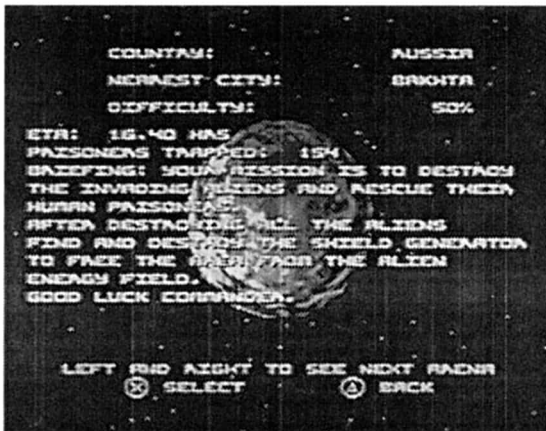 COUNTRY: RUSSIA
NEAREST CITY: BAKHTA
DIFFICULTY: 50%
ETA: 16.40 HRS
PRISONERS TRAPPED: 154
BRIEFING: YOUR MISSION IS TO DESTROY
THE INVADING ALIENS AND RESCUE THEIR
HUMAN PRISONERS.
AFTER DESTROYING ALL THE ALIENS
FIND AND DESTROY THE SHIELD GENERATOR
TO FREE THE AREA FROM THE ALIEN
ENERGY FIELD.
GOOD LUCK COMMANDER.
LEFT AND RIGHT TO SEE NEXT ARENA
SELECT BACK